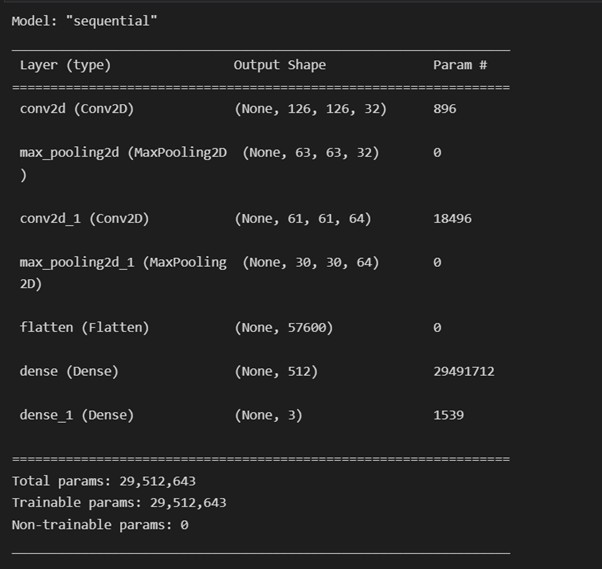 Model: "sequential"
Layer (type) Output Shape Param #
=================================================================
conv2d (Conv2D) (None, 126, 126, 32) 896
max_pooling2d (MaxPooling2D (None, 63, 63, 32) 0
)
conv2d_1 (Conv2D) (None, 61, 61, 64) 18496
max_pooling2d_1 (MaxPooling (None, 30, 30, 64) 0
2D)
flatten (Flatten) (None, 57600) 0
dense (Dense) (None, 512) 29491712
dense_1 (Dense) (None, 3) 1539
=================================================================
Total params: 29,512,643
Trainable params: 29,512,643
Non-trainable params: 0